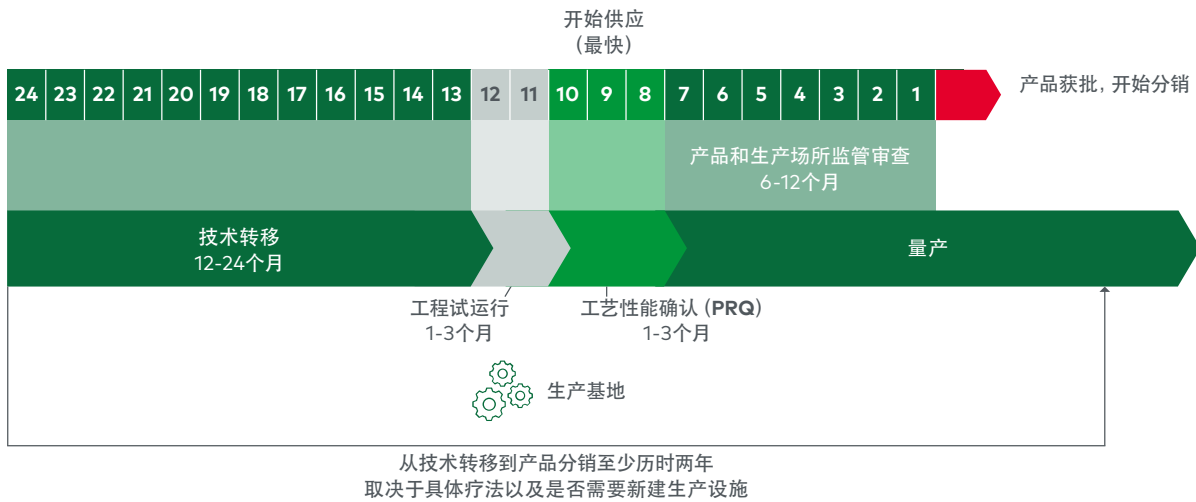 开始供应
(最快)
24 23 22 21 20 19 18 17 16 15 14 13 12 11 10 9 8 7 6 5 4 3 2 1
产品获批, 开始分销
产品和生产场所监管审查
6-12个月
技术转移
12-24个月
量产
工程试运行
1-3个月
工艺性能确认 (PRQ)
1-3个月
生产基地
从技术转移到产品分销至少历时两年
取决于具体疗法以及是否需要新建生产设施